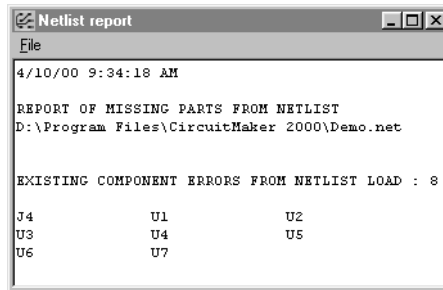 Netlist report
File
4/10/00 9:34:18 AM
REPORT OF MISSING PARTS FROM NETLIST
D:\Program Files\CircuitMaker 2000\Demo.net
EXISTING COMPONENT ERRORS FROM NETLIST LOAD : 8
J4 U1 U2
U3 U4 U5
U6 U7